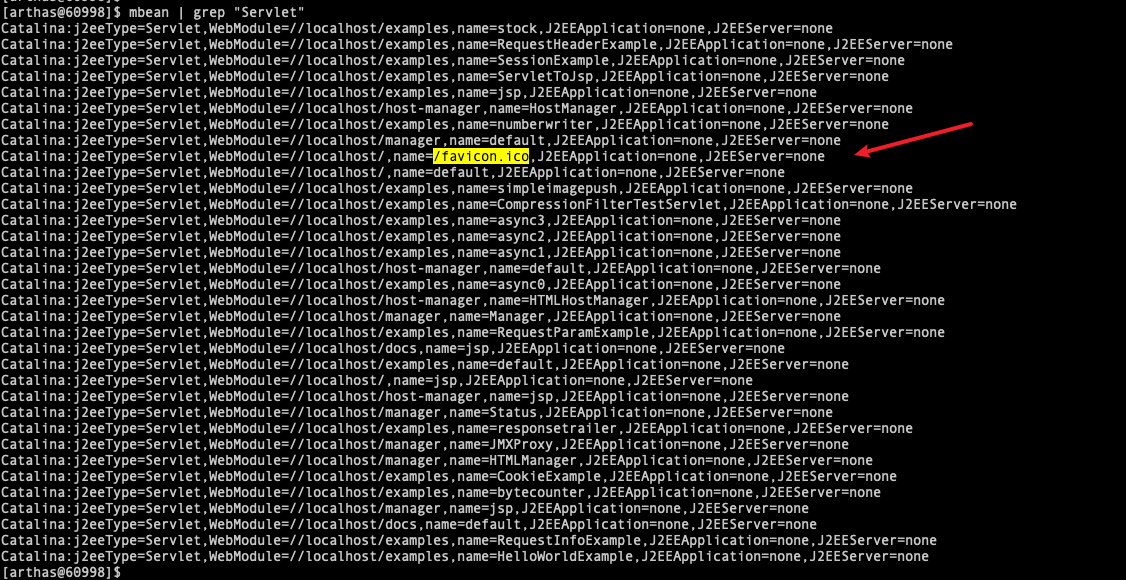 [arthas@60998]$ mbean | grep "Servlet"
Catalina:j2eeType=Servlet,WebModule=//localhost/examples,name=stock,J2EEApplication=none,J2EEServer=none
Catalina:j2eeType=Servlet,WebModule=//localhost/examples,name=RequestHeaderExample,J2EEApplication=none,J2EEServer=none
Catalina:j2eeType=Servlet,WebModule=//localhost/examples,name=SessionExample,J2EEApplication=none,J2EEServer=none
Catalina:j2eeType=Servlet,WebModule=//localhost/examples,name=ServletToJsp,J2EEApplication=none,J2EEServer=none
Catalina:j2eeType=Servlet,WebModule=//localhost/examples,name=jsp,J2EEApplication=none,J2EEServer=none
Catalina:j2eeType=Servlet,WebModule=//localhost/host-manager,name=HostManager,J2EEApplication=none,J2EEServer=none
Catalina:j2eeType=Servlet,WebModule=//localhost/examples,name=numberwriter,J2EEApplication=none,J2EEServer=none
Catalina:j2eeType=Servlet,WebModule=//localhost/manager,name=default,J2EEApplication=none,J2EEServer=none
Catalina:j2eeType=Servlet,WebModule=//localhost/,name=/favicon.ico,J2EEApplication=none,J2EEServer=none
Catalina:j2eeType=Servlet,WebModule=//localhost/,name=default,J2EEApplication=none,J2EEServer=none
Catalina:j2eeType=Servlet,WebModule=//localhost/examples,name=simpleimagepush,J2EEApplication=none,J2EEServer=none
Catalina:j2eeType=Servlet,WebModule=//localhost/examples,name=CompressionFilterTestServlet,J2EEApplication=none,J2EEServer=none
Catalina:j2eeType=Servlet,WebModule=//localhost/examples,name=async3,J2EEApplication=none,J2EEServer=none
Catalina:j2eeType=Servlet,WebModule=//localhost/examples,name=async2,J2EEApplication=none,J2EEServer=none
Catalina:j2eeType=Servlet,WebModule=//localhost/examples,name=async1,J2EEApplication=none,J2EEServer=none
Catalina:j2eeType=Servlet,WebModule=//localhost/host-manager,name=default,J2EEApplication=none,J2EEServer=none
Catalina:j2eeType=Servlet,WebModule=//localhost/examples,name=async0,J2EEApplication=none,J2EEServer=none
Catalina:j2eeType=Servlet,WebModule=//localhost/host-manager,name=HTMLHostManager,J2EEApplication=none,J2EEServer=none
Catalina:j2eeType=Servlet,WebModule=//localhost/manager,name=Manager,J2EEApplication=none,J2EEServer=none
Catalina:j2eeType=Servlet,WebModule=//localhost/examples,name=RequestParamExample,J2EEApplication=none,J2EEServer=none
Catalina:j2eeType=Servlet,WebModule=//localhost/docs,name=jsp,J2EEApplication=none,J2EEServer=none
Catalina:j2eeType=Servlet,WebModule=//localhost/examples,name=default,J2EEApplication=none,J2EEServer=none
Catalina:j2eeType=Servlet,WebModule=//localhost/,name=jsp,J2EEApplication=none,J2EEServer=none
Catalina:j2eeType=Servlet,WebModule=//localhost/host-manager,name=jsp,J2EEApplication=none,J2EEServer=none
Catalina:j2eeType=Servlet,WebModule=//localhost/manager,name=Status,J2EEApplication=none,J2EEServer=none
Catalina:j2eeType=Servlet,WebModule=//localhost/examples,name=responsetrailer,J2EEApplication=none,J2EEServer=none
Catalina:j2eeType=Servlet,WebModule=//localhost/manager,name=JMXProxy,J2EEApplication=none,J2EEServer=none
Catalina:j2eeType=Servlet,WebModule=//localhost/manager,name=HTMLManager,J2EEApplication=none,J2EEServer=none
Catalina:j2eeType=Servlet,WebModule=//localhost/examples,name=CookieExample,J2EEApplication=none,J2EEServer=none
Catalina:j2eeType=Servlet,WebModule=//localhost/examples,name=bytecounter,J2EEApplication=none,J2EEServer=none
Catalina:j2eeType=Servlet,WebModule=//localhost/manager,name=jsp,J2EEApplication=none,J2EEServer=none
Catalina:j2eeType=Servlet,WebModule=//localhost/docs,name=default,J2EEApplication=none,J2EEServer=none
Catalina:j2eeType=Servlet,WebModule=//localhost/examples,name=RequestInfoExample,J2EEApplication=none,J2EEServer=none
Catalina:j2eeType=Servlet,WebModule=//localhost/examples,name=HelloWorldExample,J2EEApplication=none,J2EEServer=none
[arthas@60998]$